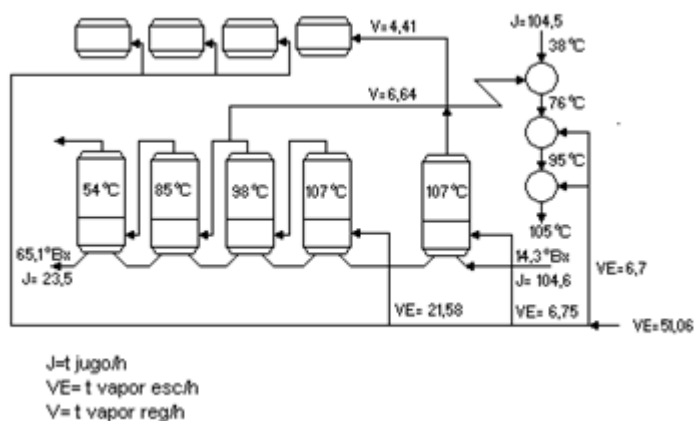 V= 4,41
J= 104,5
38 °C
V= 6,64
76 °C
95 °C
105 °C
54 °C
85 °C
98 °C
107 °C
107 °C
65,1°Bx
J= 23,5
14,3°Bx
J= 104,6
VE= 6,7
VE= 21,58
VE= 6,75
VE= 51,06
J=t jugo/h
VE= t vapor esc/h
V= t vapor reg/h